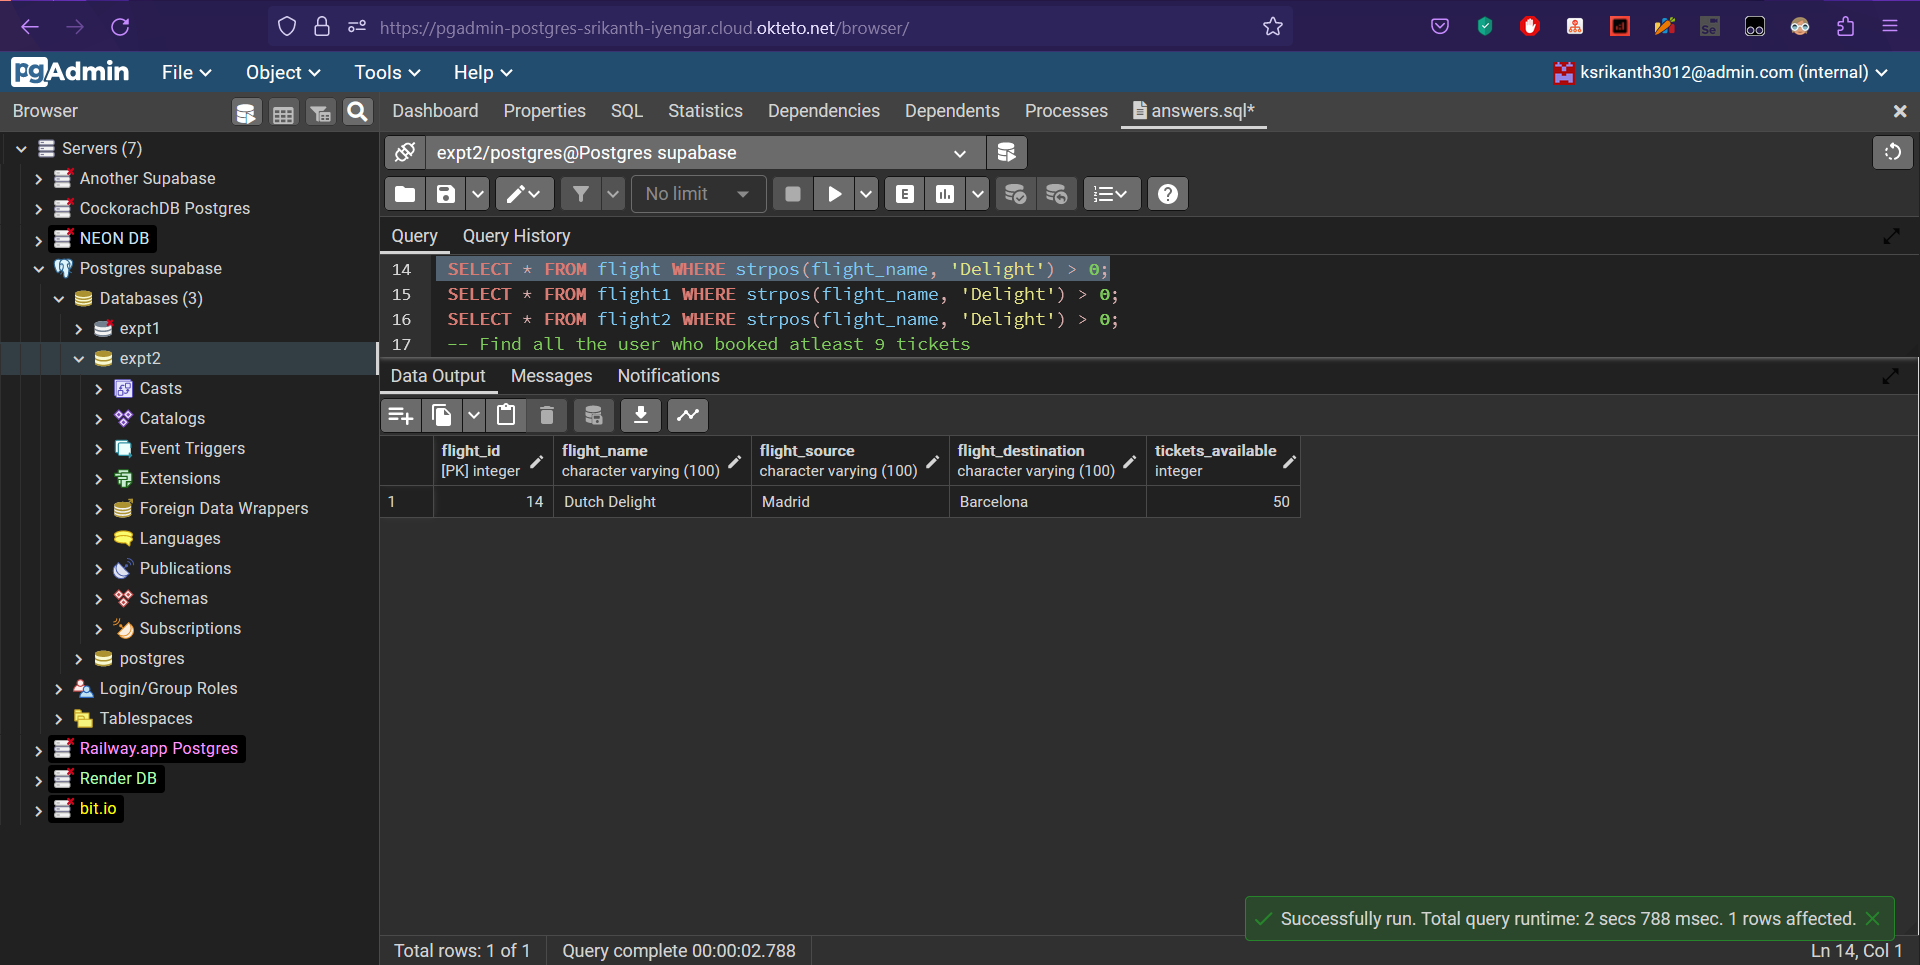 https://pgadmin-postgres-srikanth-iyengar.cloud.okteto.net/browser/
pgAdmin File Object Tools Help ksrikanth3012@admin.com (internal)
Browser
Dashboard Properties SQL Statistics Dependencies Dependents Processes answers.sql*
Servers (7)
Another Supabase
CockorachDB Postgres
NEON DB
Postgres supabase
Databases (3)
expt1
expt2
Casts
Catalogs
Event Triggers
Extensions
Foreign Data Wrappers
Languages
Publications
Schemas
Subscriptions
postgres
Login/Group Roles
Tablespaces
Railway.app Postgres
Render DB
bit.io
expt2/postgres@Postgres supabase
No limit E
Query Query History
14 SELECT * FROM flight WHERE strpos(flight_name, 'Delight') > 0;
15 SELECT * FROM flight1 WHERE strpos(flight_name, 'Delight') > 0;
16 SELECT * FROM flight2 WHERE strpos(flight_name, 'Delight') > 0;
17 -- Find all the user who booked atleast 9 tickets
Data Output Messages Notifications
flight_id flight_name flight_source flight_destination tickets_available
[PK] integer character varying (100) character varying (100) character varying (100) integer
1 14 Dutch Delight Madrid Barcelona 50
Successfully run. Total query runtime: 2 secs 788 msec. 1 rows affected.
Total rows: 1 of 1 Query complete 00:00:02.788 Ln 14, Col 1